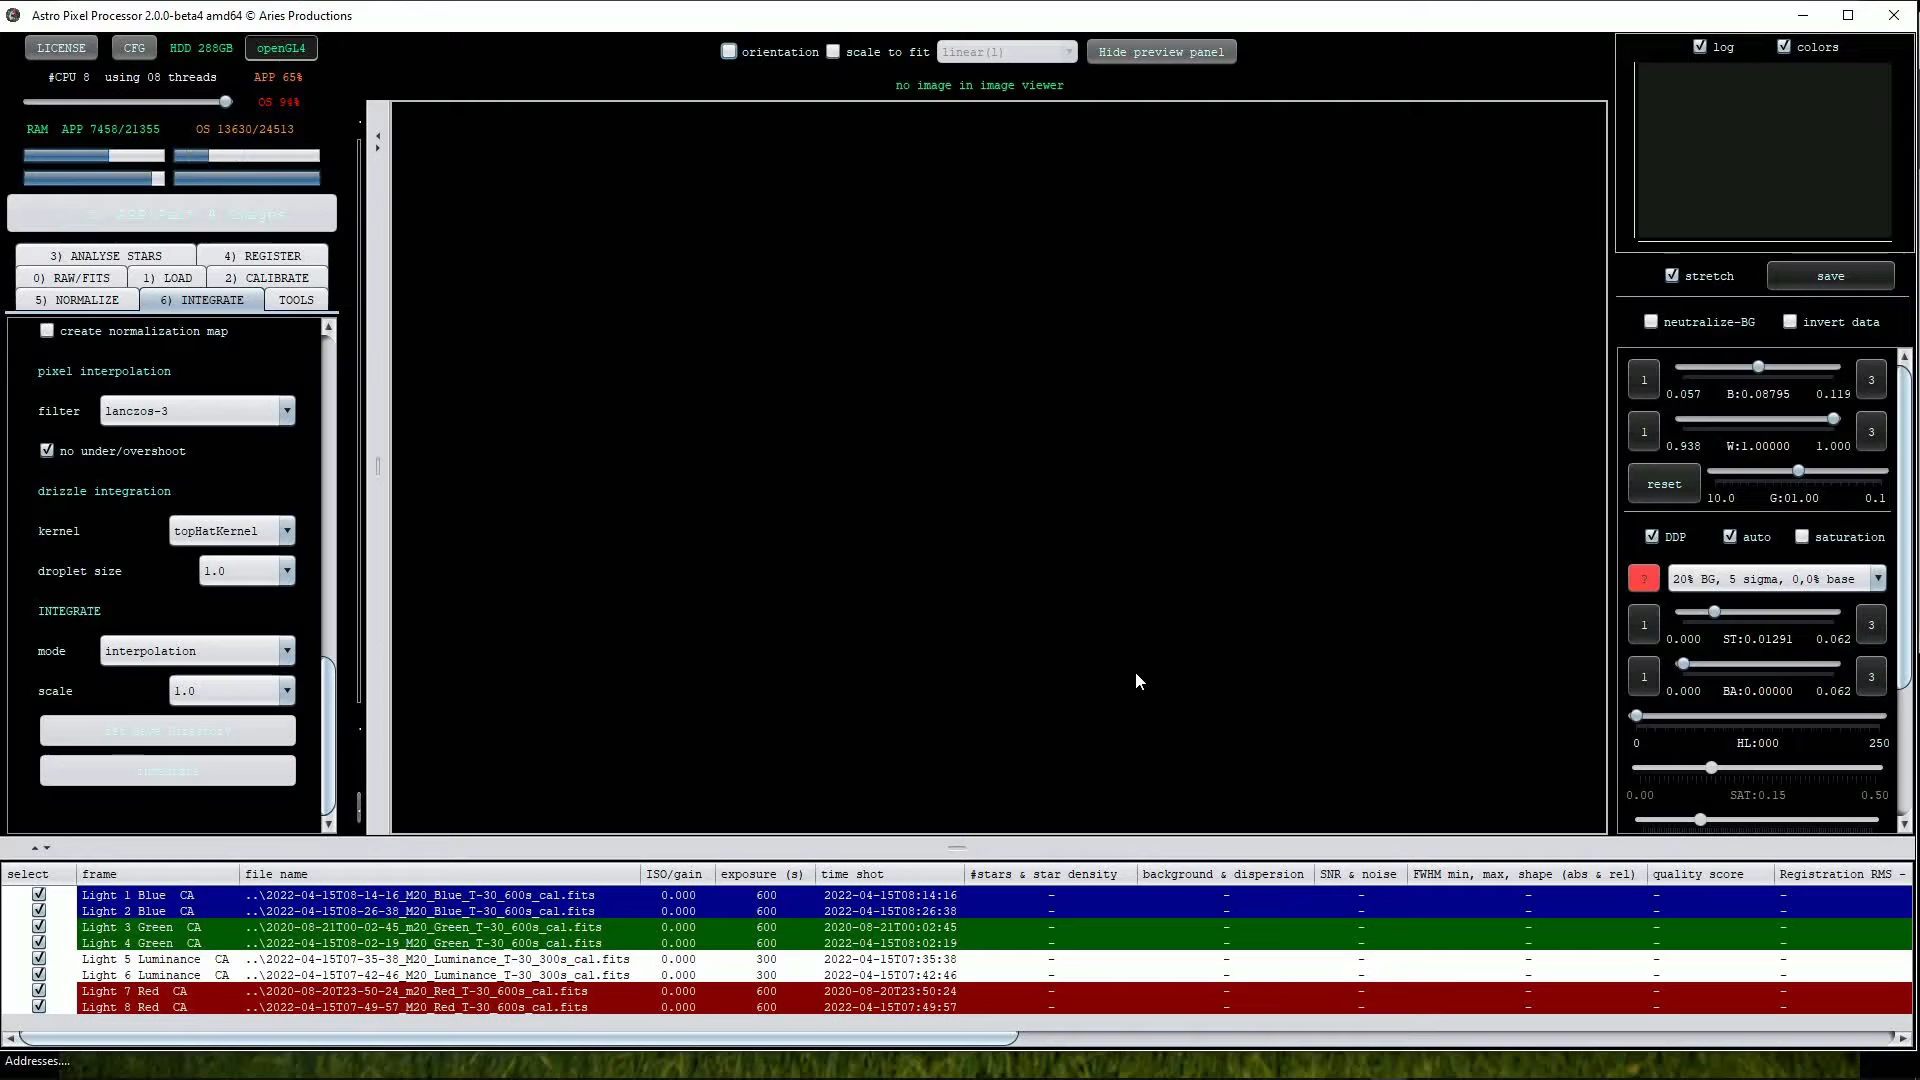 Astro Pixel Processor 2.0.0-beta4 amd64 © Aries Productions
LICENSE CFG HDD 288GB openGL4
#CPU 8 using 08 threads APP 65%
OS 94%
RAM APP 7458/21355 OS 13630/24513
3) ANALYSE STARS 4) REGISTER
0) RAW/FITS 1) LOAD 2) CALIBRATE
5) NORMALIZE 6) INTEGRATE TOOLS
create normalization map
pixel interpolation
filter lanczos-3
no under/overshoot
drizzle integration
kernel topHatKernel
droplet size 1.0
INTEGRATE
mode interpolation
scale 1.0
orientation scale to fit linear(l) Hide preview panel
no image in image viewer
log colors
stretch save
neutralize-BG invert data
1 3
0.057 B:0.08795 0.119
1 3
0.938 W:1.00000 1.000
reset
10.0 G:01.00 0.1
DDP auto saturation
? 20% BG, 5 sigma, 0,0% base
1 3
0.000 ST:0.01291 0.062
1 3
0.000 BA:0.00000 0.062
0 HL:000 250
0.00 SAT:0.15 0.50
select frame file name ISO/gain exposure (s) time shot #stars & star density background & dispersion SNR & noise FWHM min, max, shape (abs & rel) quality score Registration RMS -
Light 1 Blue CA ..\2022-04-15T08-14-16_M20_Blue_T-30_600s_cal.fits 0.000 600 2022-04-15T08:14:16 - - - - - -
Light 2 Blue CA ..\2022-04-15T08-26-38_M20_Blue_T-30_600s_cal.fits 0.000 600 2022-04-15T08:26:38 - - - - - -
Light 3 Green CA ..\2020-08-21T00-02-45_m20_Green_T-30_600s_cal.fits 0.000 600 2020-08-21T00:02:45 - - - - - -
Light 4 Green CA ..\2022-04-15T08-02-19_M20_Green_T-30_600s_cal.fits 0.000 600 2022-04-15T08:02:19 - - - - - -
Light 5 Luminance CA ..\2022-04-15T07-35-38_M20_Luminance_T-30_300s_cal.fits 0.000 300 2022-04-15T07:35:38 - - - - - -
Light 6 Luminance CA ..\2022-04-15T07-42-46_M20_Luminance_T-30_300s_cal.fits 0.000 300 2022-04-15T07:42:46 - - - - - -
Light 7 Red CA ..\2020-08-20T23-50-24_m20_Red_T-30_600s_cal.fits 0.000 600 2020-08-20T23:50:24 - - - - - -
Light 8 Red CA ..\2022-04-15T07-49-57_M20_Red_T-30_600s_cal.fits 0.000 600 2022-04-15T07:49:57 - - - - - -
Addresses....